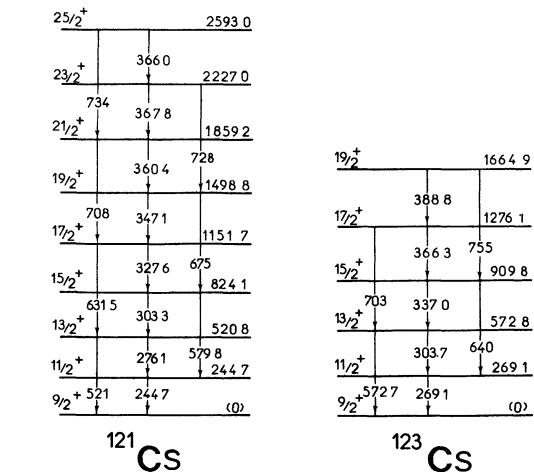 25/2+ 2593 0
366 0
23/2+ 2227 0
734
367 8
21/2+ 1859 2
728
360 4
19/2+ 1498 8
708
347 1
17/2+ 1151 7
675
327 6
15/2+ 824 1
631 5
303 3
13/2+ 520 8
579 8
276 1
11/2+ 244 7
521 244 7
9/2+ (0)
121Cs
19/2+ 1664 9
388 8
17/2+ 1276 1
755
366 3
15/2+ 909 8
703 337 0
13/2+ 572 8
640
303.7
11/2+ 269 1
572 7 269 1
9/2+ (0)
123Cs